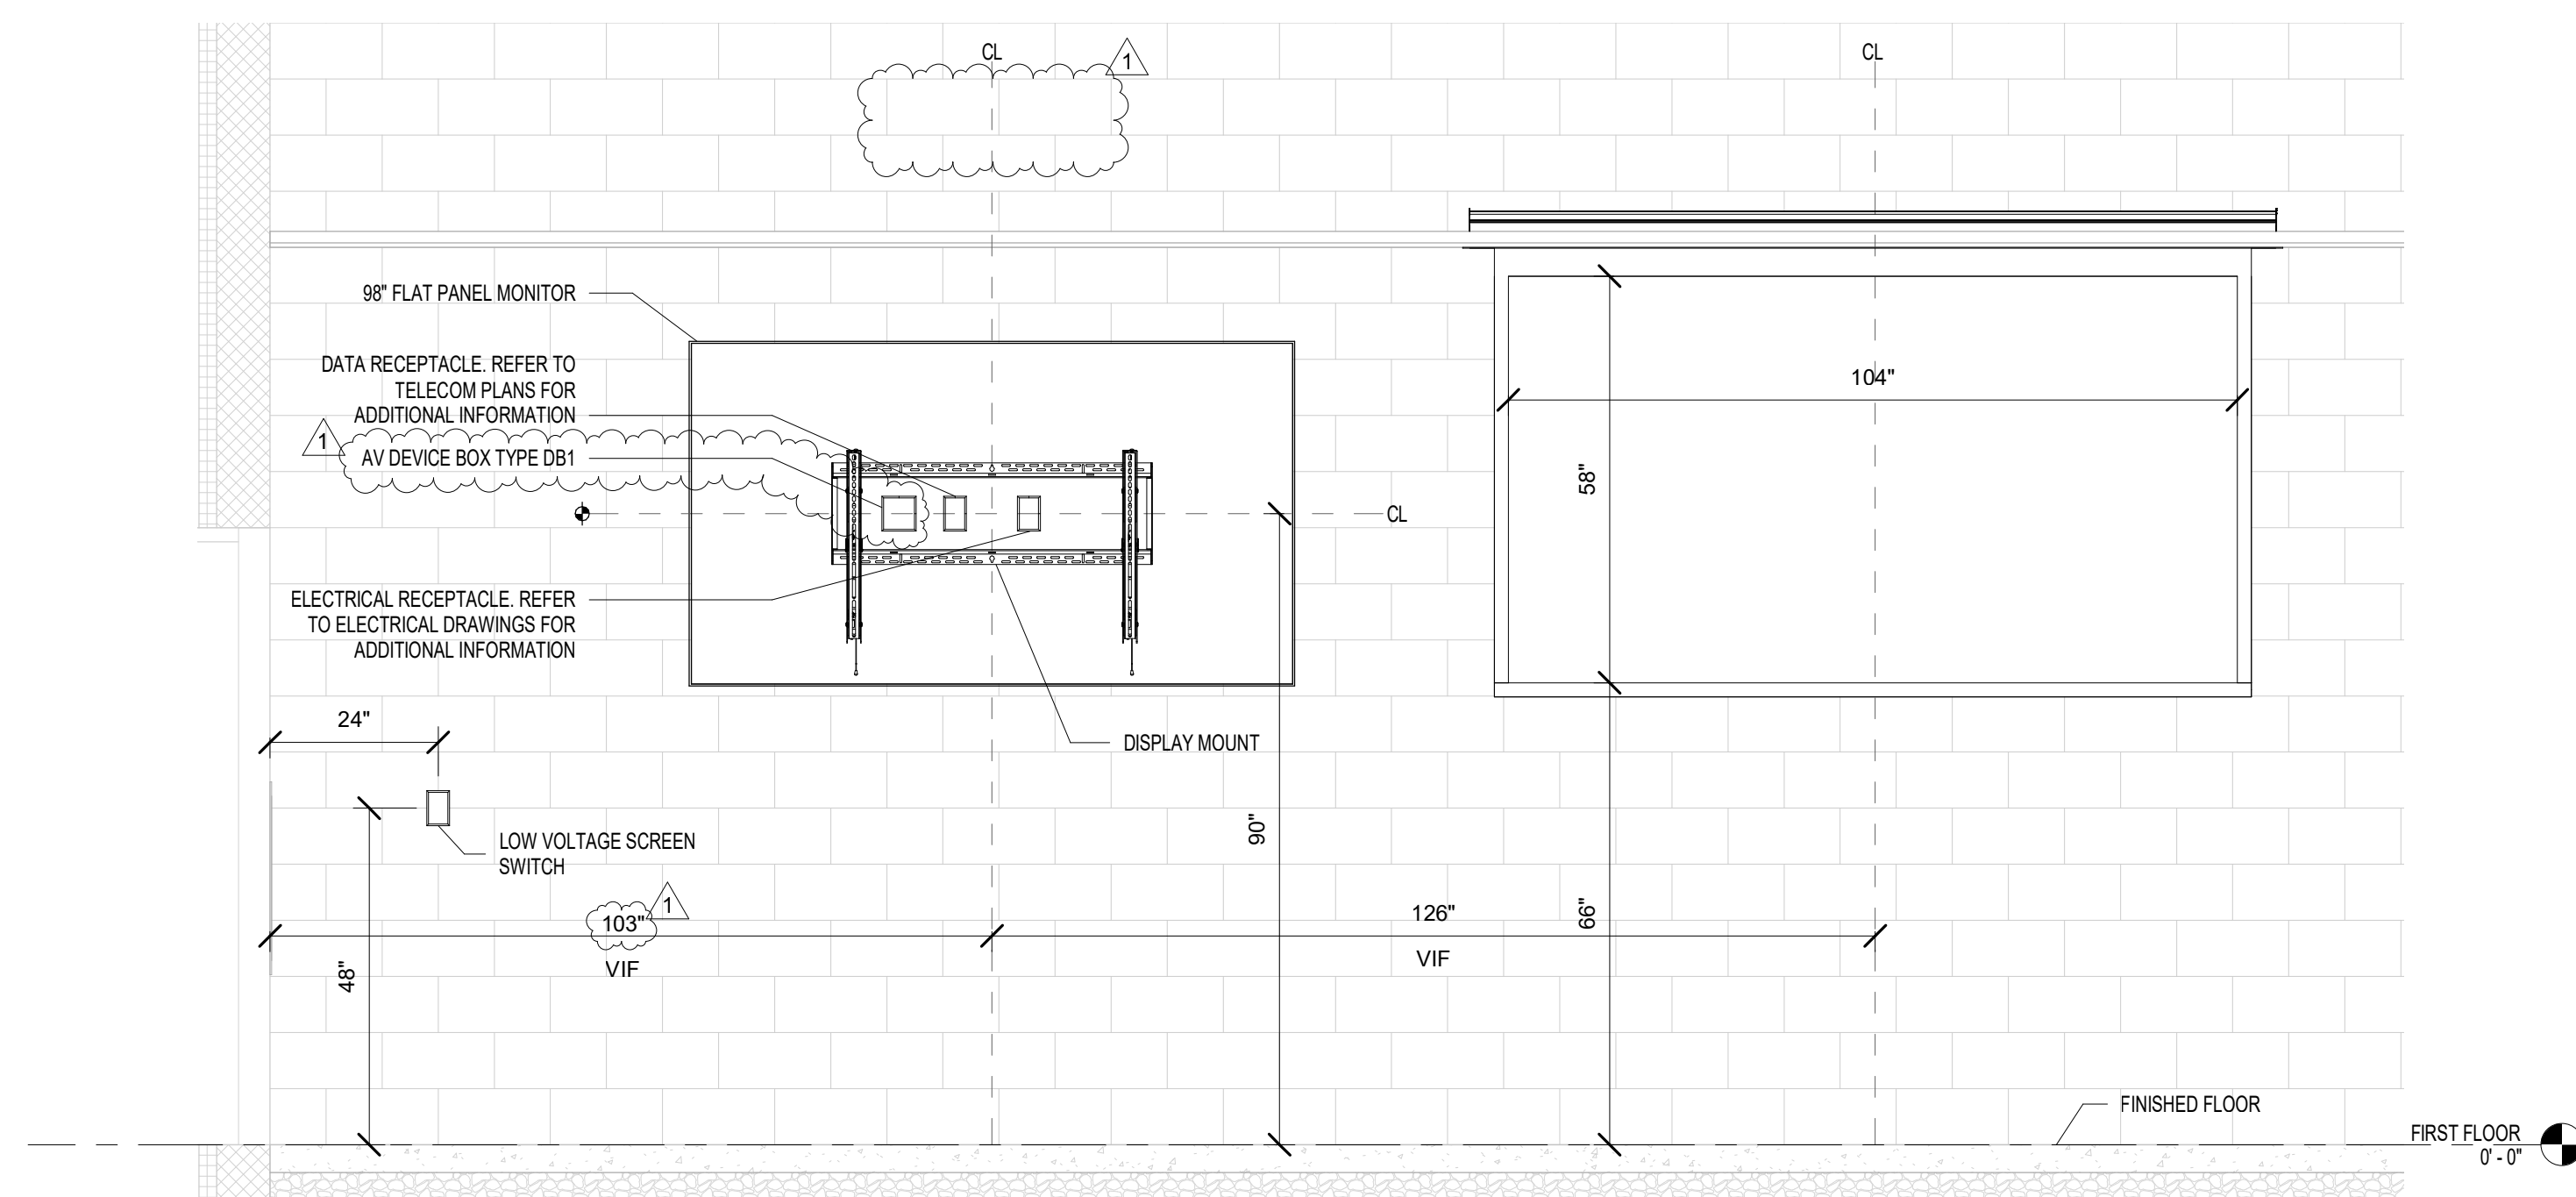 CL
1
CL
98" FLAT PANEL MONITOR
DATA RECEPTACLE. REFER TO
TELECOM PLANS FOR
ADDITIONAL INFORMATION
1
AV DEVICE BOX TYPE DB1
CL
ELECTRICAL RECEPTACLE. REFER
TO ELECTRICAL DRAWINGS FOR
ADDITIONAL INFORMATION
104"
58"
24"
DISPLAY MOUNT
LOW VOLTAGE SCREEN
SWITCH
90"
103"
1
VIF
48"
126"
VIF
66"
FINISHED FLOOR
FIRST FLOOR
0' - 0"